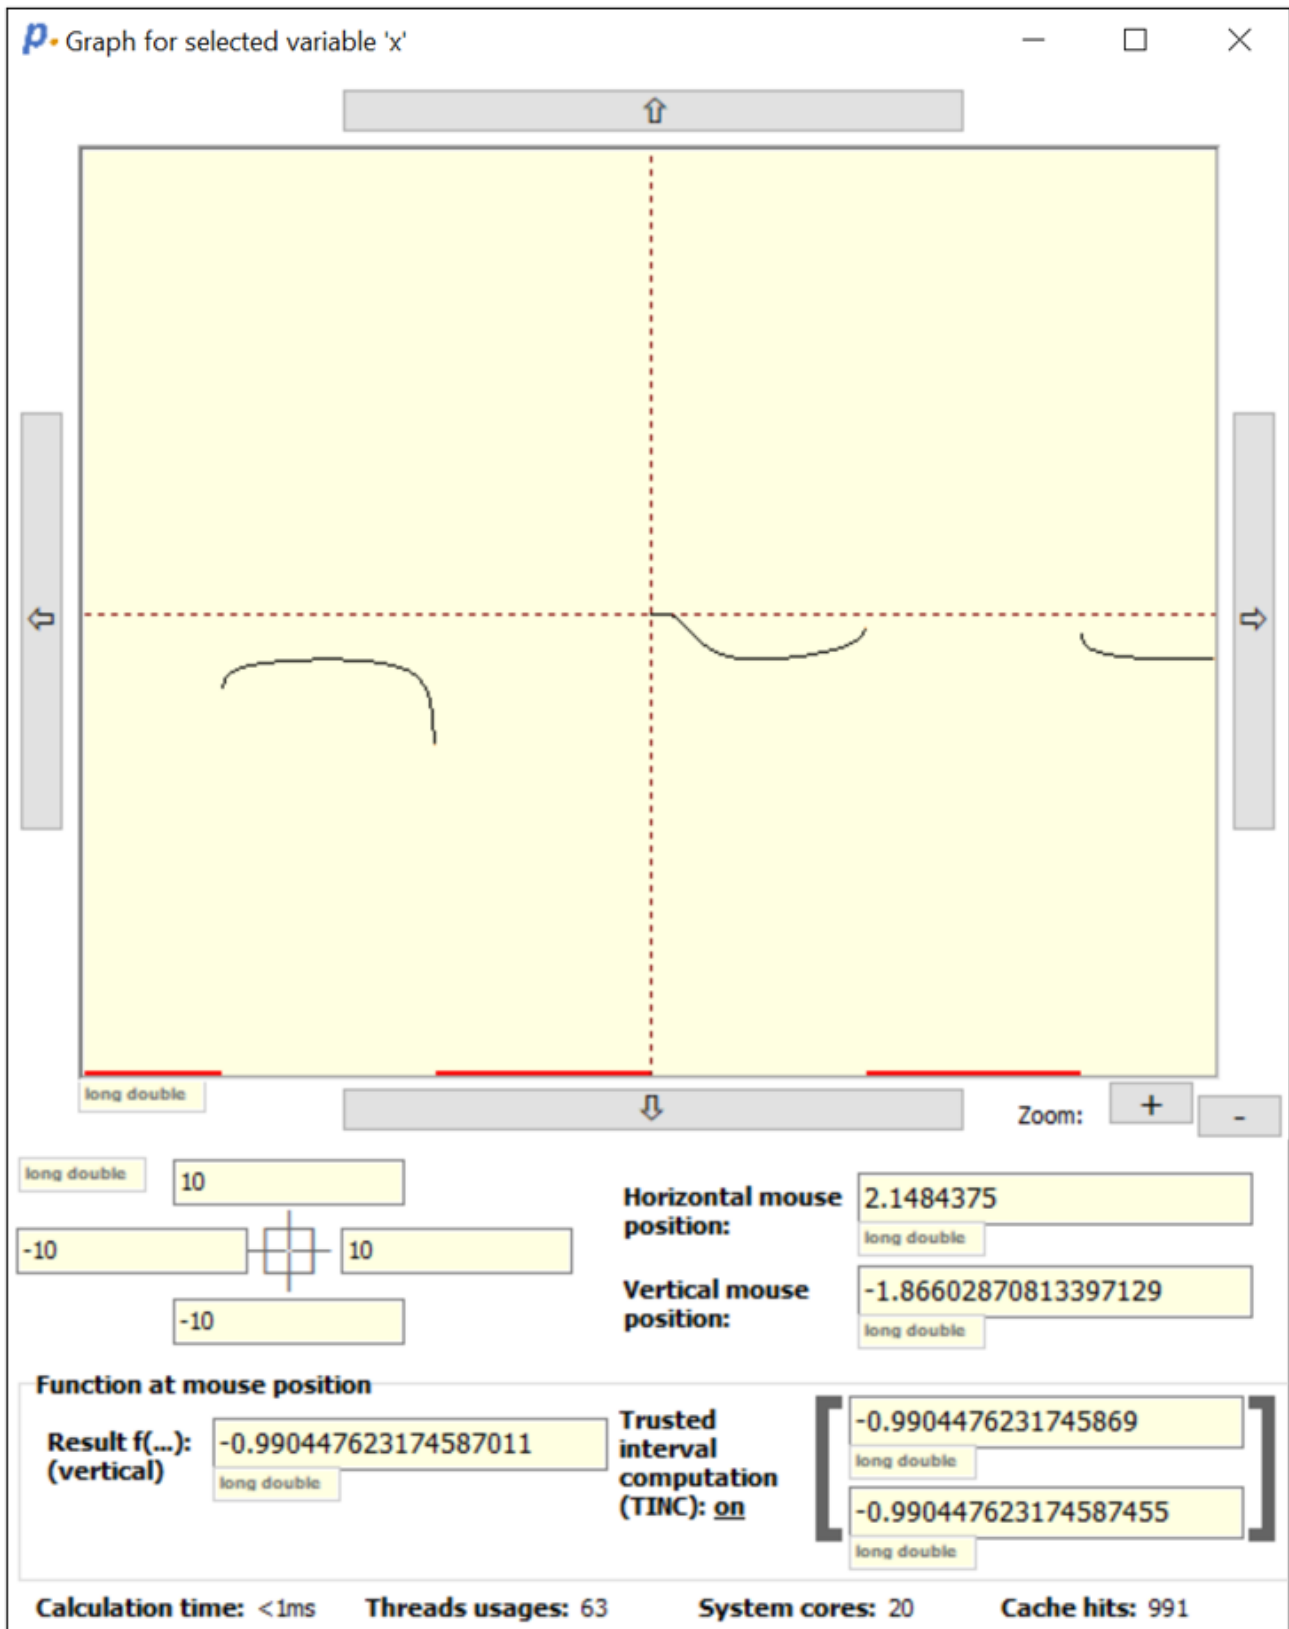 p. Graph for selected variable 'x'
long double
Zoom:
+
-
long double
10
-10
10
-10
Horizontal mouse
position:
2.1484375
long double
Vertical mouse
position:
-1.86602870813397129
long double
Function at mouse position
Result f(...):
(vertical)
-0.990447623174587011
long double
Trusted
interval
computation
(TINC): on
-0.9904476231745869
long double
-0.990447623174587455
long double
Calculation time: <1ms Threads usages: 63 System cores: 20 Cache hits: 991